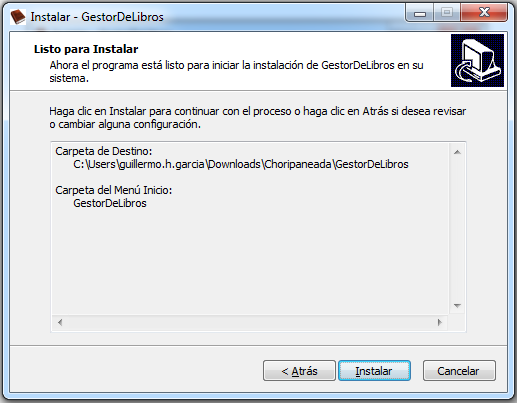 Instalar - GestorDeLibros
Listo para Instalar
Ahora el programa está listo para iniciar la instalación de GestorDeLibros en su
sistema.
Haga clic en Instalar para continuar con el proceso o haga clic en Atrás si desea revisar
o cambiar alguna configuración.
Carpeta de Destino:
C:\Users\guillermo.h.garcia\Downloads\Choripaneada\GestorDeLibros
Carpeta del Menú Inicio:
GestorDeLibros
< Atrás
Instalar
Cancelar